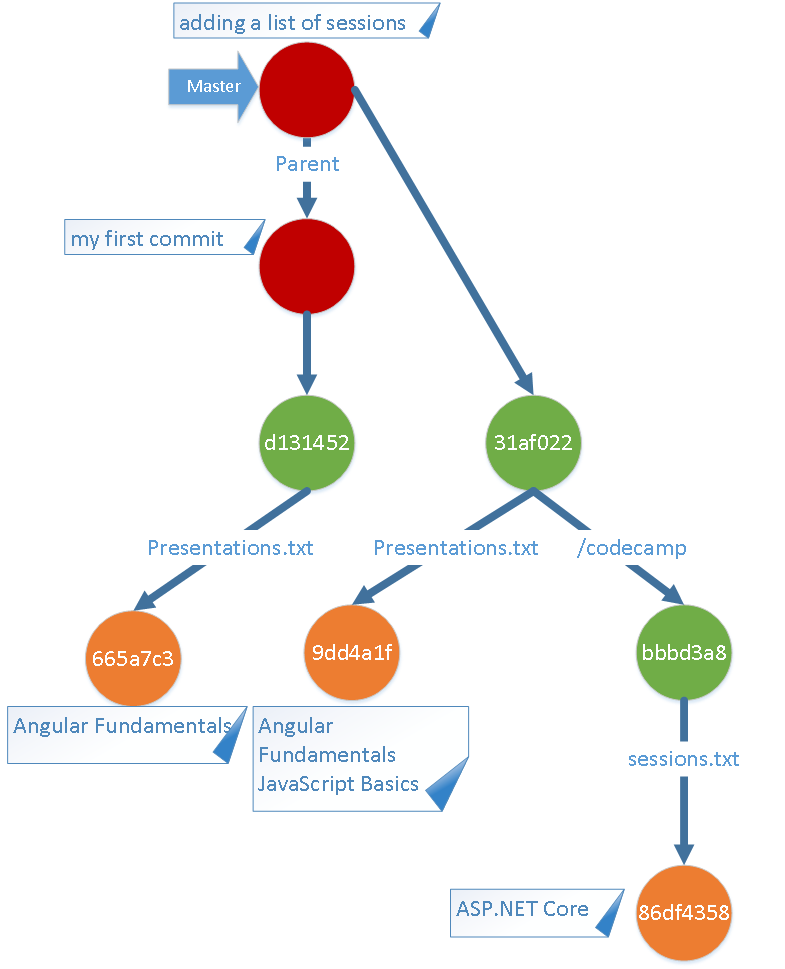 adding a list of sessions
Master
Parent
my first commit
d131452
31af022
Presentations.txt
Presentations.txt
/codecamp
665a7c3
9dd4a1f
bbbd3a8
Angular Fundamentals
Angular
Fundamentals
JavaScript Basics
sessions.txt
ASP.NET Core
86df4358